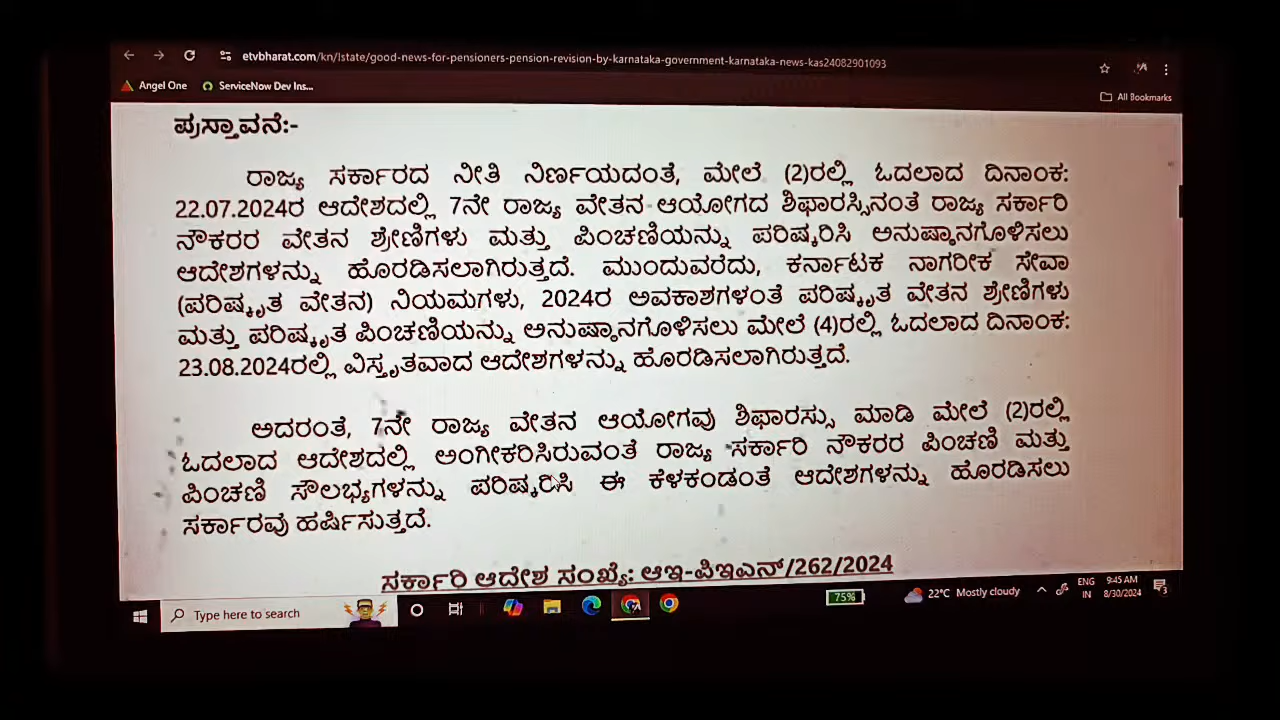 etvbharat.com/kn/!state/good-news-for-pensioners-pension-revision-by-karnataka-government-karnataka-news-kas24082901093
Angel One ServiceNow Dev Ins... All Bookmarks
ಪ್ರಸ್ತಾವನೆ:-
ರಾಜ್ಯ ಸರ್ಕಾರದ ನೀತಿ ನಿರ್ಣಯದಂತೆ, ಮೇಲೆ (2)ರಲ್ಲಿ ಓದಲಾದ ದಿನಾಂಕ:
22.07.2024ರ ಆದೇಶದಲ್ಲಿ 7ನೇ ರಾಜ್ಯ ವೇತನ ಆಯೋಗದ ಶಿಫಾರಸ್ಸಿನಂತೆ ರಾಜ್ಯ ಸರ್ಕಾರಿ
ನೌಕರರ ವೇತನ ಶ್ರೇಣಿಗಳು ಮತ್ತು ಪಿಂಚಣಿಯನ್ನು ಪರಿಷ್ಕರಿಸಿ ಅನುಷ್ಠಾನಗೊಳಿಸಲು
ಆದೇಶಗಳನ್ನು ಹೊರಡಿಸಲಾಗಿರುತ್ತದೆ. ಮುಂದುವರೆದು, ಕರ್ನಾಟಕ ನಾಗರೀಕ ಸೇವಾ
(ಪರಿಷ್ಕೃತ ವೇತನ) ನಿಯಮಗಳು, 2024ರ ಅವಕಾಶಗಳಂತೆ ಪರಿಷ್ಕೃತ ವೇತನ ಶ್ರೇಣಿಗಳು
ಮತ್ತು ಪರಿಷ್ಕೃತ ಪಿಂಚಣಿಯನ್ನು ಅನುಷ್ಠಾನಗೊಳಿಸಲು ಮೇಲೆ (4)ರಲ್ಲಿ ಓದಲಾದ ದಿನಾಂಕ:
23.08.2024ರಲ್ಲಿ ವಿಸ್ತೃತವಾದ ಆದೇಶಗಳನ್ನು ಹೊರಡಿಸಲಾಗಿರುತ್ತದೆ.
ಅದರಂತೆ, 7ನೇ ರಾಜ್ಯ ವೇತನ ಆಯೋಗವು ಶಿಫಾರಸ್ಸು ಮಾಡಿ ಮೇಲೆ (2)ರಲ್ಲಿ
ಓದಲಾದ ಆದೇಶದಲ್ಲಿ ಅಂಗೀಕರಿಸಿರುವಂತೆ ರಾಜ್ಯ ಸರ್ಕಾರಿ ನೌಕರರ ಪಿಂಚಣಿ ಮತ್ತು
ಪಿಂಚಣಿ ಸೌಲಭ್ಯಗಳನ್ನು ಪರಿಷ್ಕರಿಸಿ ಈ ಕೆಳಕಂಡಂತೆ ಆದೇಶಗಳನ್ನು ಹೊರಡಿಸಲು
ಸರ್ಕಾರವು ಹರ್ಷಿಸುತ್ತದೆ.
ಸರ್ಕಾರಿ ಆದೇಶ ಸಂಖ್ಯೆ: ಆಇ-ಪಿಇಎನ್/262/2024
Type here to search 75% 22°C Mostly cloudy ENG 9:45 AM
IN 8/30/2024 3